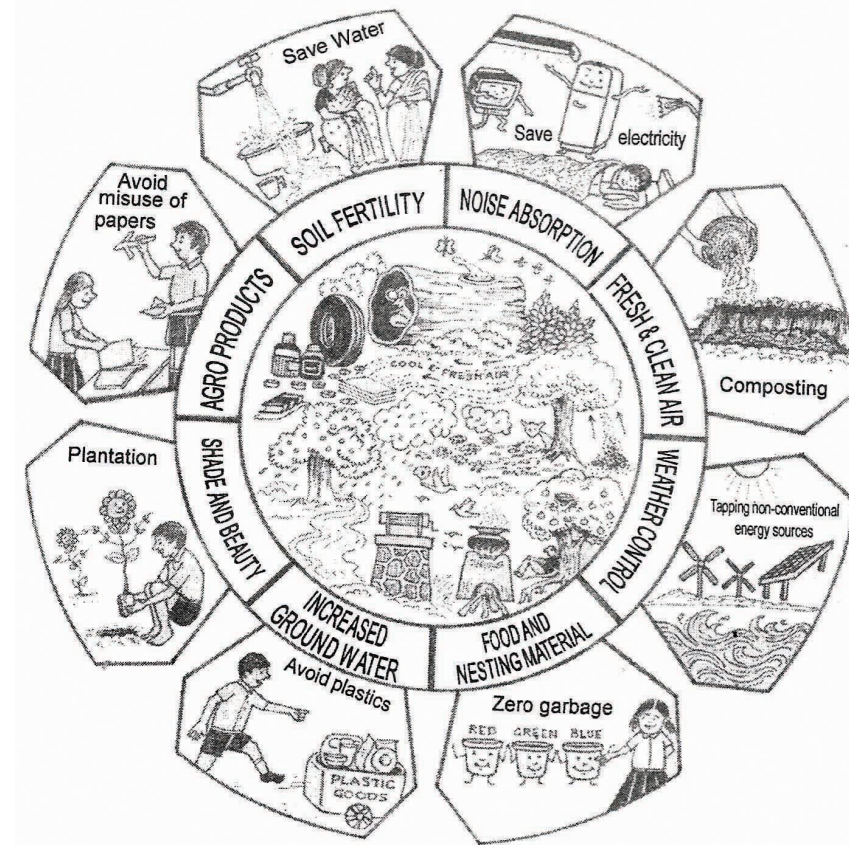 Save Water
Save electricity
Avoid
misuse of
papers
SOIL FERTILITY
NOISE ABSORPTION
AGRO PRODUCTS
FRESH & CLEAN AIR
COOL & FRESH AIR
Composting
Plantation
SHADE AND BEAUTY
WEATHER CONTROL
Tapping non-conventional
energy sources
INCREASED
GROUND WATER
FOOD AND
NESTING MATERIAL
Avoid plastics
Zero garbage
RED GREEN BLUE
PLASTIC
GOODS